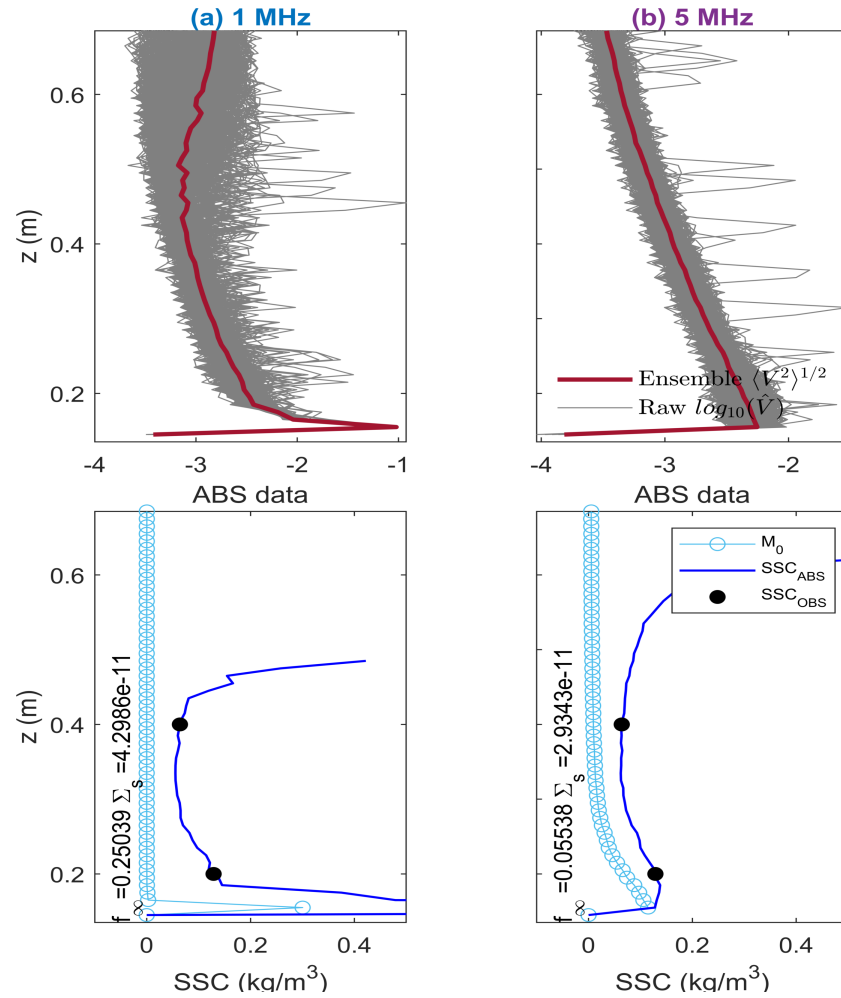 (a) 1 MHz
(b) 5 MHz
0.6
0.4
0.2
z (m)
-4 -3 -2 -1
ABS data
Ensemble ⟨V²⟩^1/2
Raw log₁₀(V̂)
-4 -3 -2
ABS data
0.6
0.4
0.2
z (m)
f∞ =0.25039 Σₛ =4.2986e-11
0 0.2 0.4
SSC (kg/m³)
M₀
SSC_ABS
SSC_OBS
f∞ =0.05538 Σₛ =2.9343e-11
0 0.2 0.4
SSC (kg/m³)